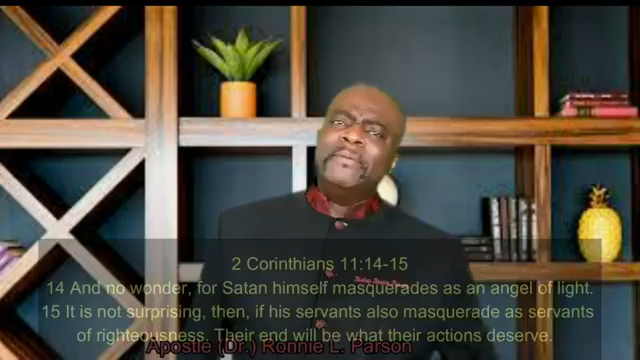 2 Corinthians 11:14-15
14 And no wonder, for Satan himself masquerades as an angel of light.
15 It is not surprising, then, if his servants also masquerade as servants
of righteousness. Their end will be what their actions deserve.
Apostle (Dr.) Ronnie L. Parson